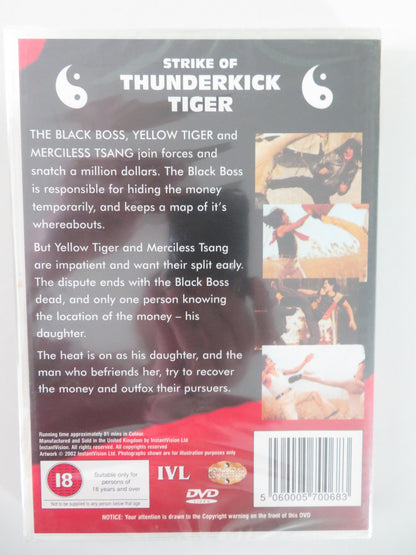 STRIKE OF
THUNDERKICK
TIGER
THE BLACK BOSS, YELLOW TIGER and
MERCILESS TSANG join forces and
snatch a million dollars. The Black Boss
is responsible for hiding the money
temporarily, and keeps a map of it's
whereabouts.
But Yellow Tiger and Merciless Tsang
are impatient and want their split early.
The dispute ends with the Black Boss
dead, and only one person knowing
the location of the money – his
daughter.
The heat is on as his daughter, and the
man who befriends her, try to recover
the money and outfox their pursuers.
Running time approximately 81 mins in Colour.
Manufactured and Sold in the United Kingdom by InstantVision Ltd.
InstantVision. All rights reserved. All copyrights reserved
Artwork © 2002 InstantVision Ltd. Photographs shown are for illustration purposes only
18
Suitable only for
persons of
18 years and over
Not to be supplied to any person below that age
IVL
DVD
VIDEO
5 060005 700683
NOTICE: Your attention is drawn to the Copyright warning on the front of this DVD